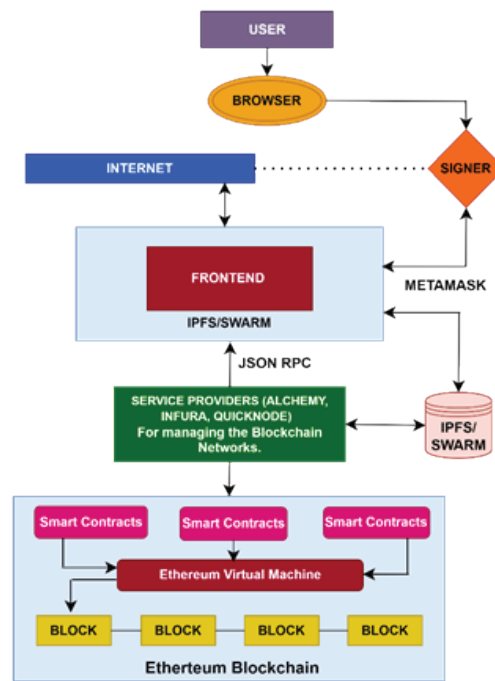 USER
BROWSER
INTERNET
SIGNER
FRONTEND
IPFS/SWARM
METAMASK
JSON RPC
SERVICE PROVIDERS (ALCHEMY,
INFURA, QUICKNODE)
For managing the Blockchain
Networks.
IPFS/
SWARM
Smart Contracts
Smart Contracts
Smart Contracts
Ethereum Virtual Machine
BLOCK
BLOCK
BLOCK
BLOCK
Etherteum Blockchain